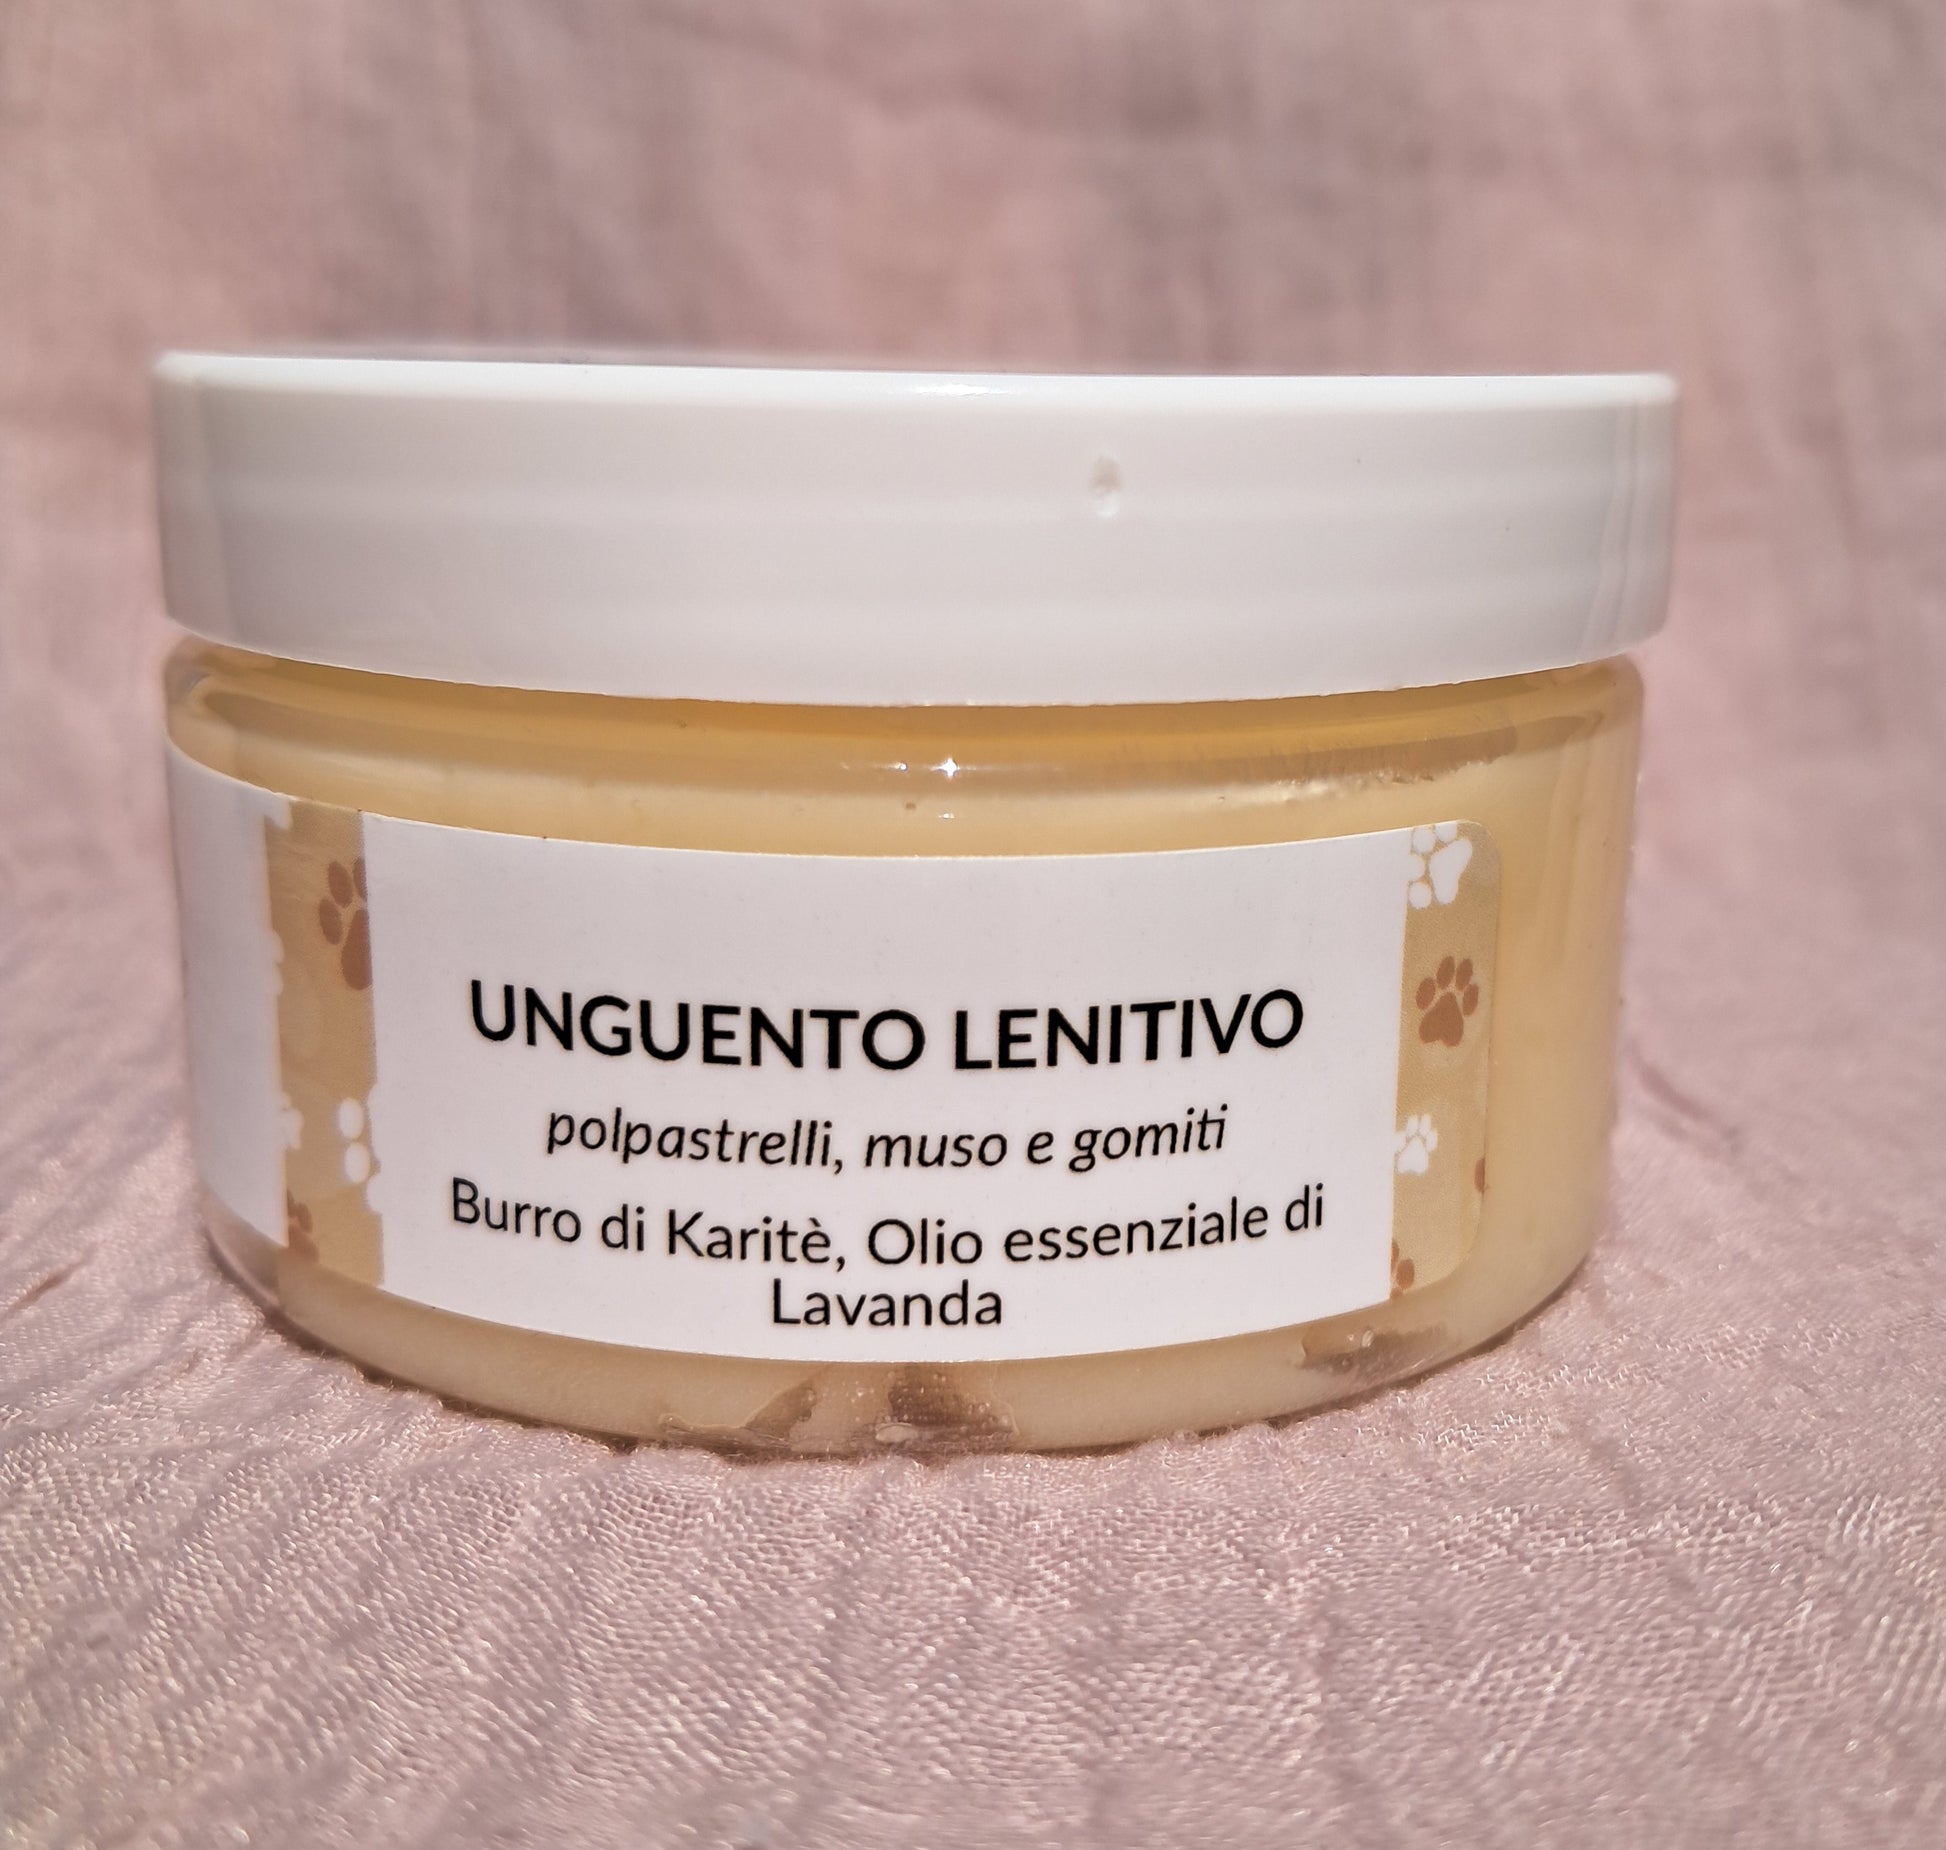 UNGUENTO LENITIVO
polpastrelli, muso e gomiti
Burro di Karitè, Olio essenziale di
Lavanda